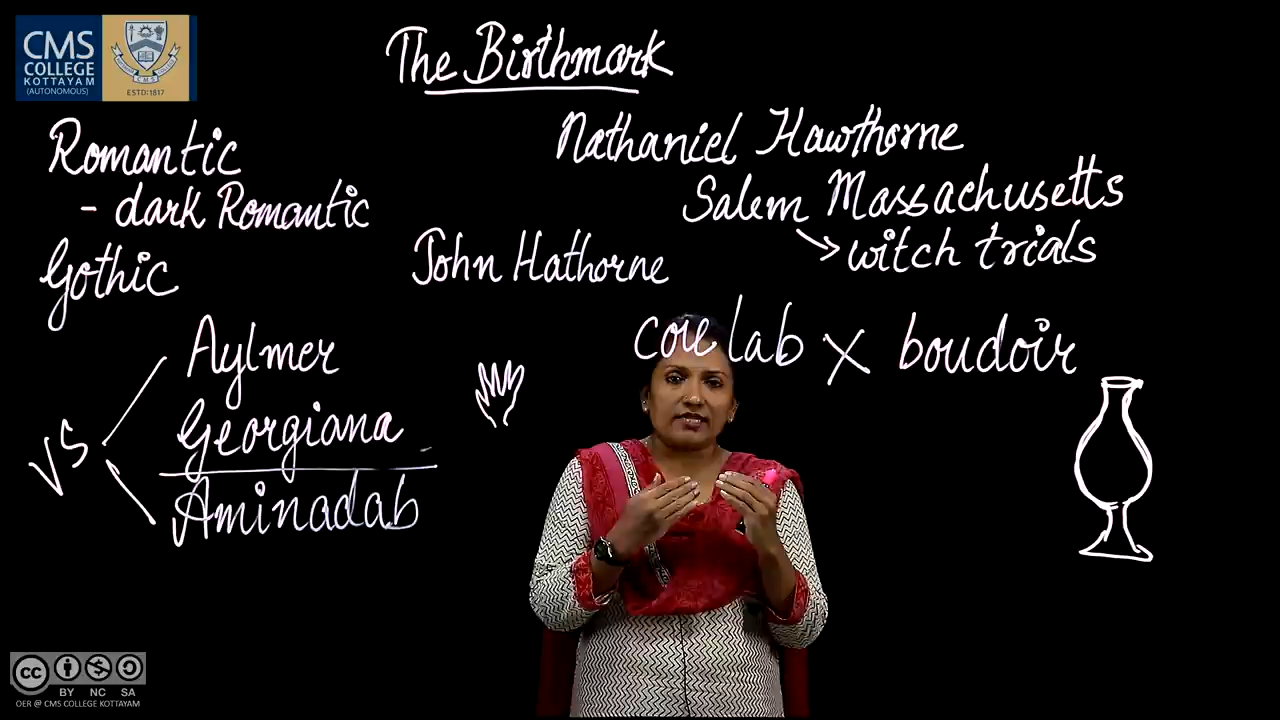 CMS
COLLEGE
KOTTAYAM
(AUTONOMOUS)
ESTD:1817
The Birthmark
Nathaniel Hawthorne
Salem Massachusetts
witch trials
Romantic
- dark Romantic
Gothic
John Hathorne
lab X boudoir
VS
Aylmer
Georgiana
Aminadab
cc
BY NC SA
OER @ CMS COLLEGE KOTTAYAM